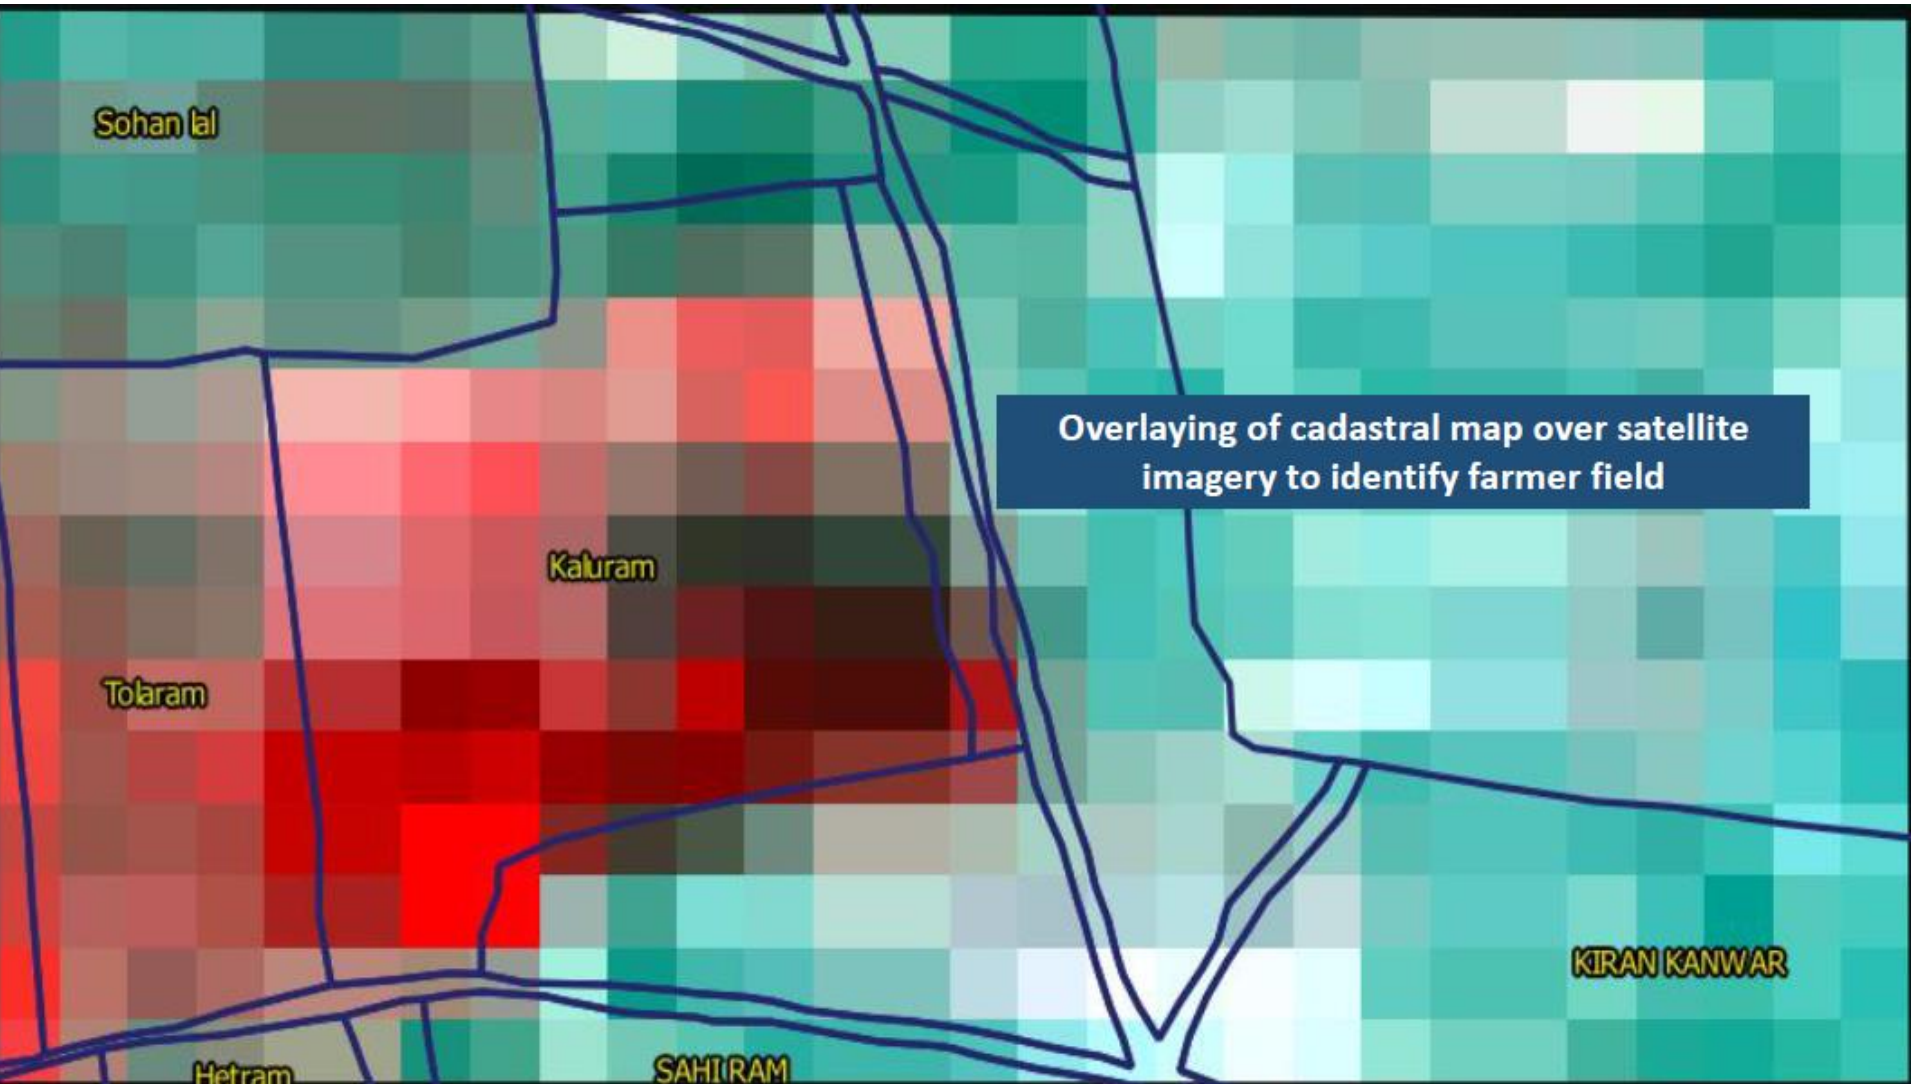 Sohan lal
Overlaying of cadastral map over satellite
imagery to identify farmer field
Kaluram
Tolaram
KIRAN KANWAR
Hetram
SAHI RAM